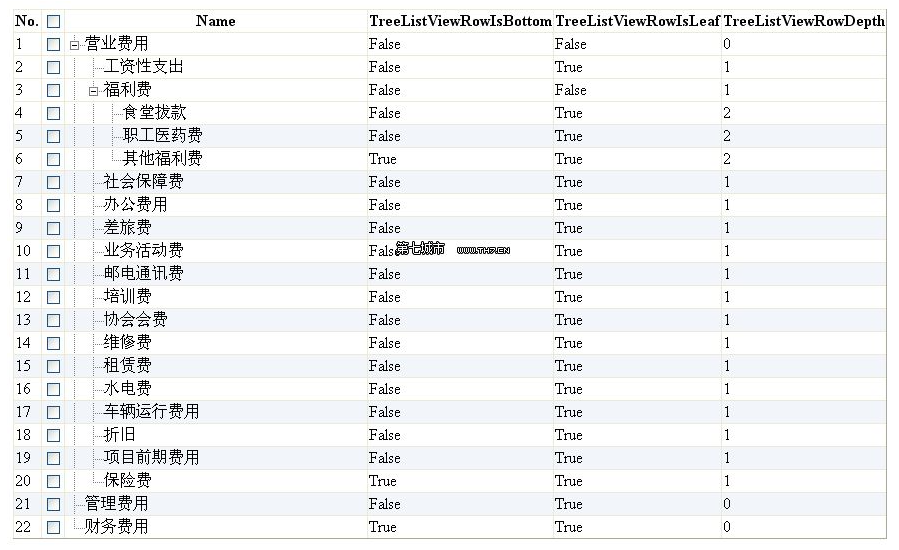 No. Name TreeListViewRowIsBottom TreeListViewRowIsLeaf TreeListViewRowDepth
1 营业费用 False False 0
2 工资性支出 False True 1
3 福利费 False False 1
4 食堂拔款 False True 2
5 职工医药费 False True 2
6 其他福利费 True True 2
7 社会保障费 False True 1
8 办公费用 False True 1
9 差旅费 False True 1
10 业务活动费 False True 1
第七城市 WWW.TH7.CN
11 邮电通讯费 False True 1
12 培训费 False True 1
13 协会会费 False True 1
14 维修费 False True 1
15 租赁费 False True 1
16 水电费 False True 1
17 车辆运行费用 False True 1
18 折旧 False True 1
19 项目前期费用 False True 1
20 保险费 True True 1
21 管理费用 False True 0
22 财务费用 True True 0